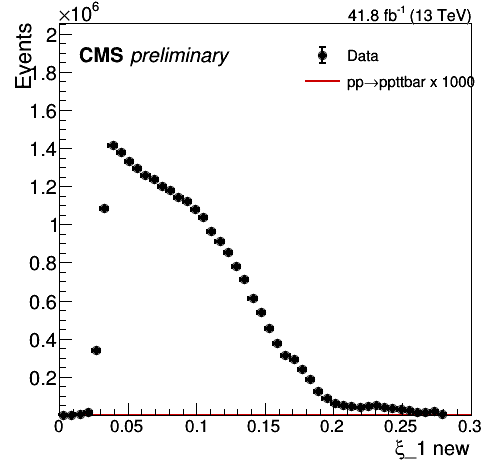 ×10⁶
41.8 fb⁻¹ (13 TeV)
Events
CMS preliminary
Data
pp→ppttbar x 1000
2
1.8
1.6
1.4
1.2
1
0.8
0.6
0.4
0.2
0 0.05 0.1 0.15 0.2 0.25 0.3
ξ_1 new